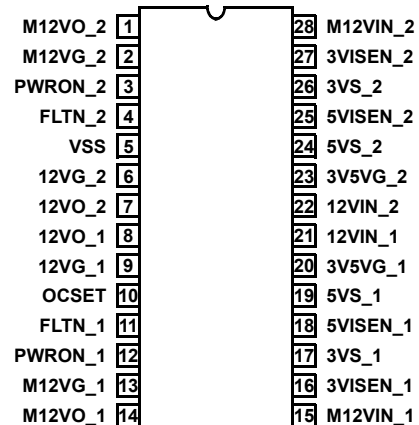 M12VO_2 1 28 M12VIN_2
M12VG_2 2 27 3VISEN_2
PWRON_2 3 26 3VS_2
FLTN_2 4 25 5VISEN_2
VSS 5 24 5VS_2
12VG_2 6 23 3V5VG_2
12VO_2 7 22 12VIN_2
12VO_1 8 21 12VIN_1
12VG_1 9 20 3V5VG_1
OCSET 10 19 5VS_1
FLTN_1 11 18 5VISEN_1
PWRON_1 12 17 3VS_1
M12VG_1 13 16 3VISEN_1
M12VO_1 14 15 M12VIN_1